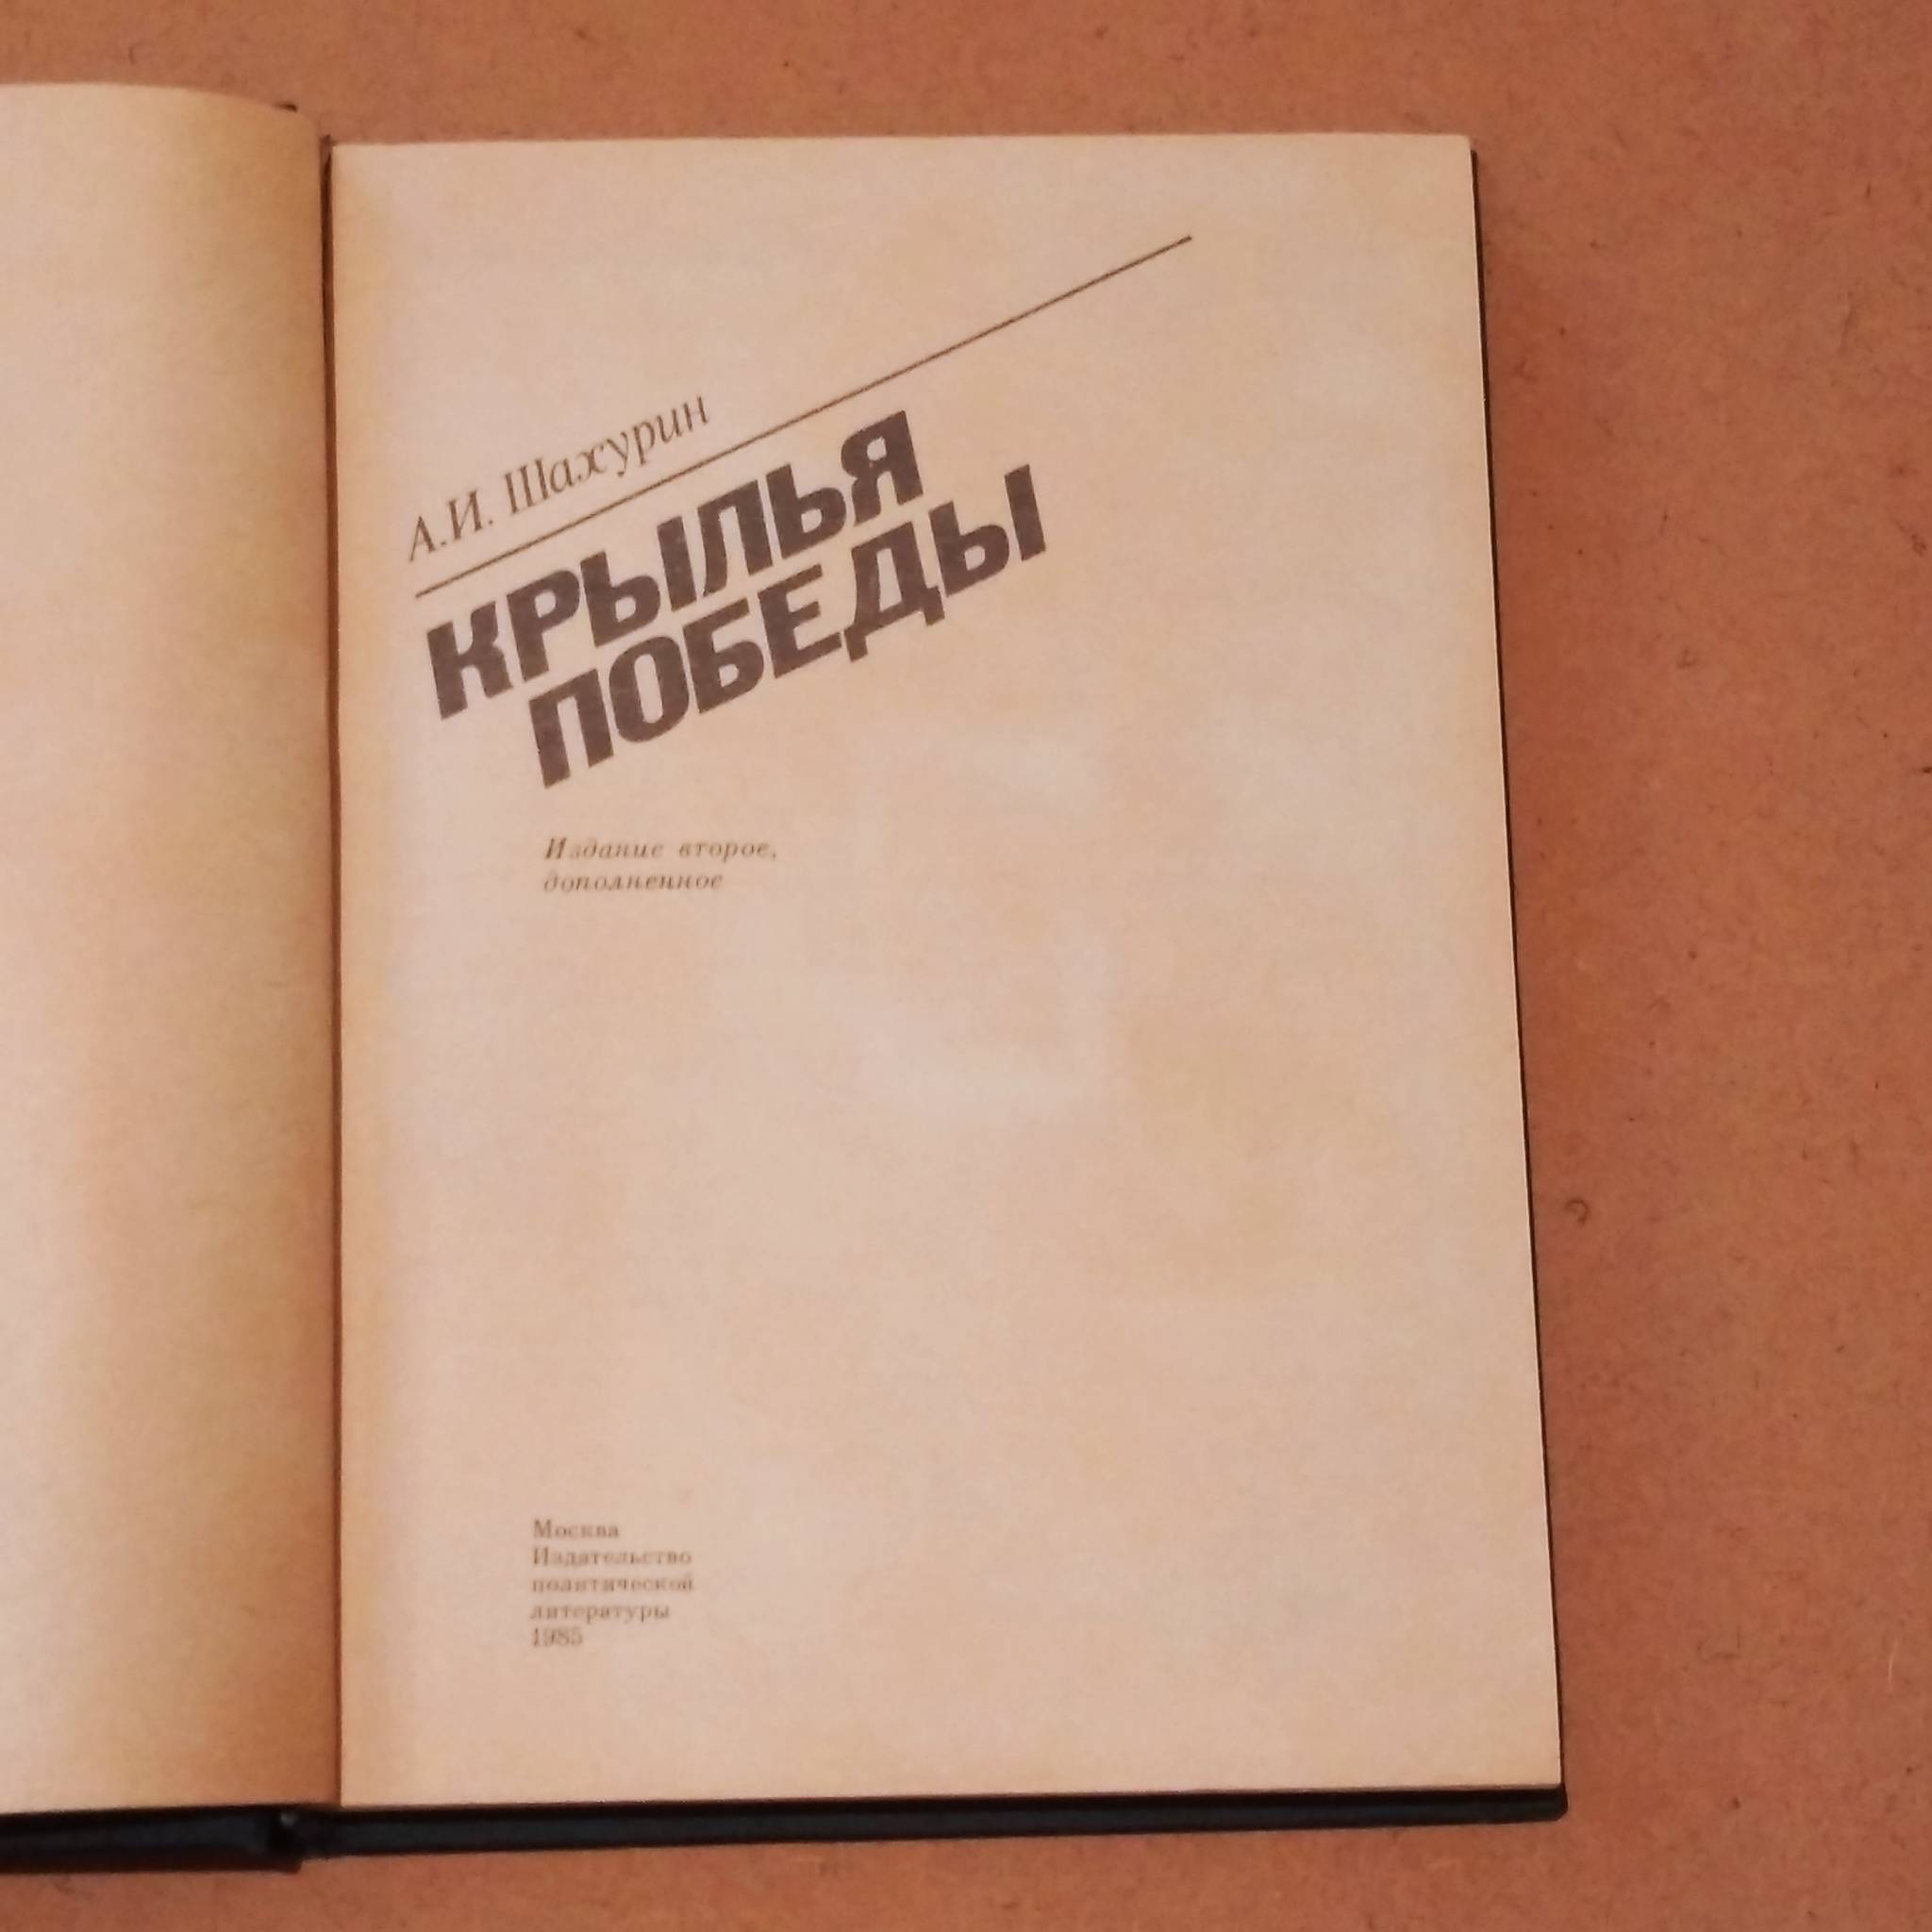 А.И. Шахурин
КРЫЛЬЯ
ПОБЕДЫ
Издание второе,
дополненное
Москва
Издательство
политической
литературы
1985